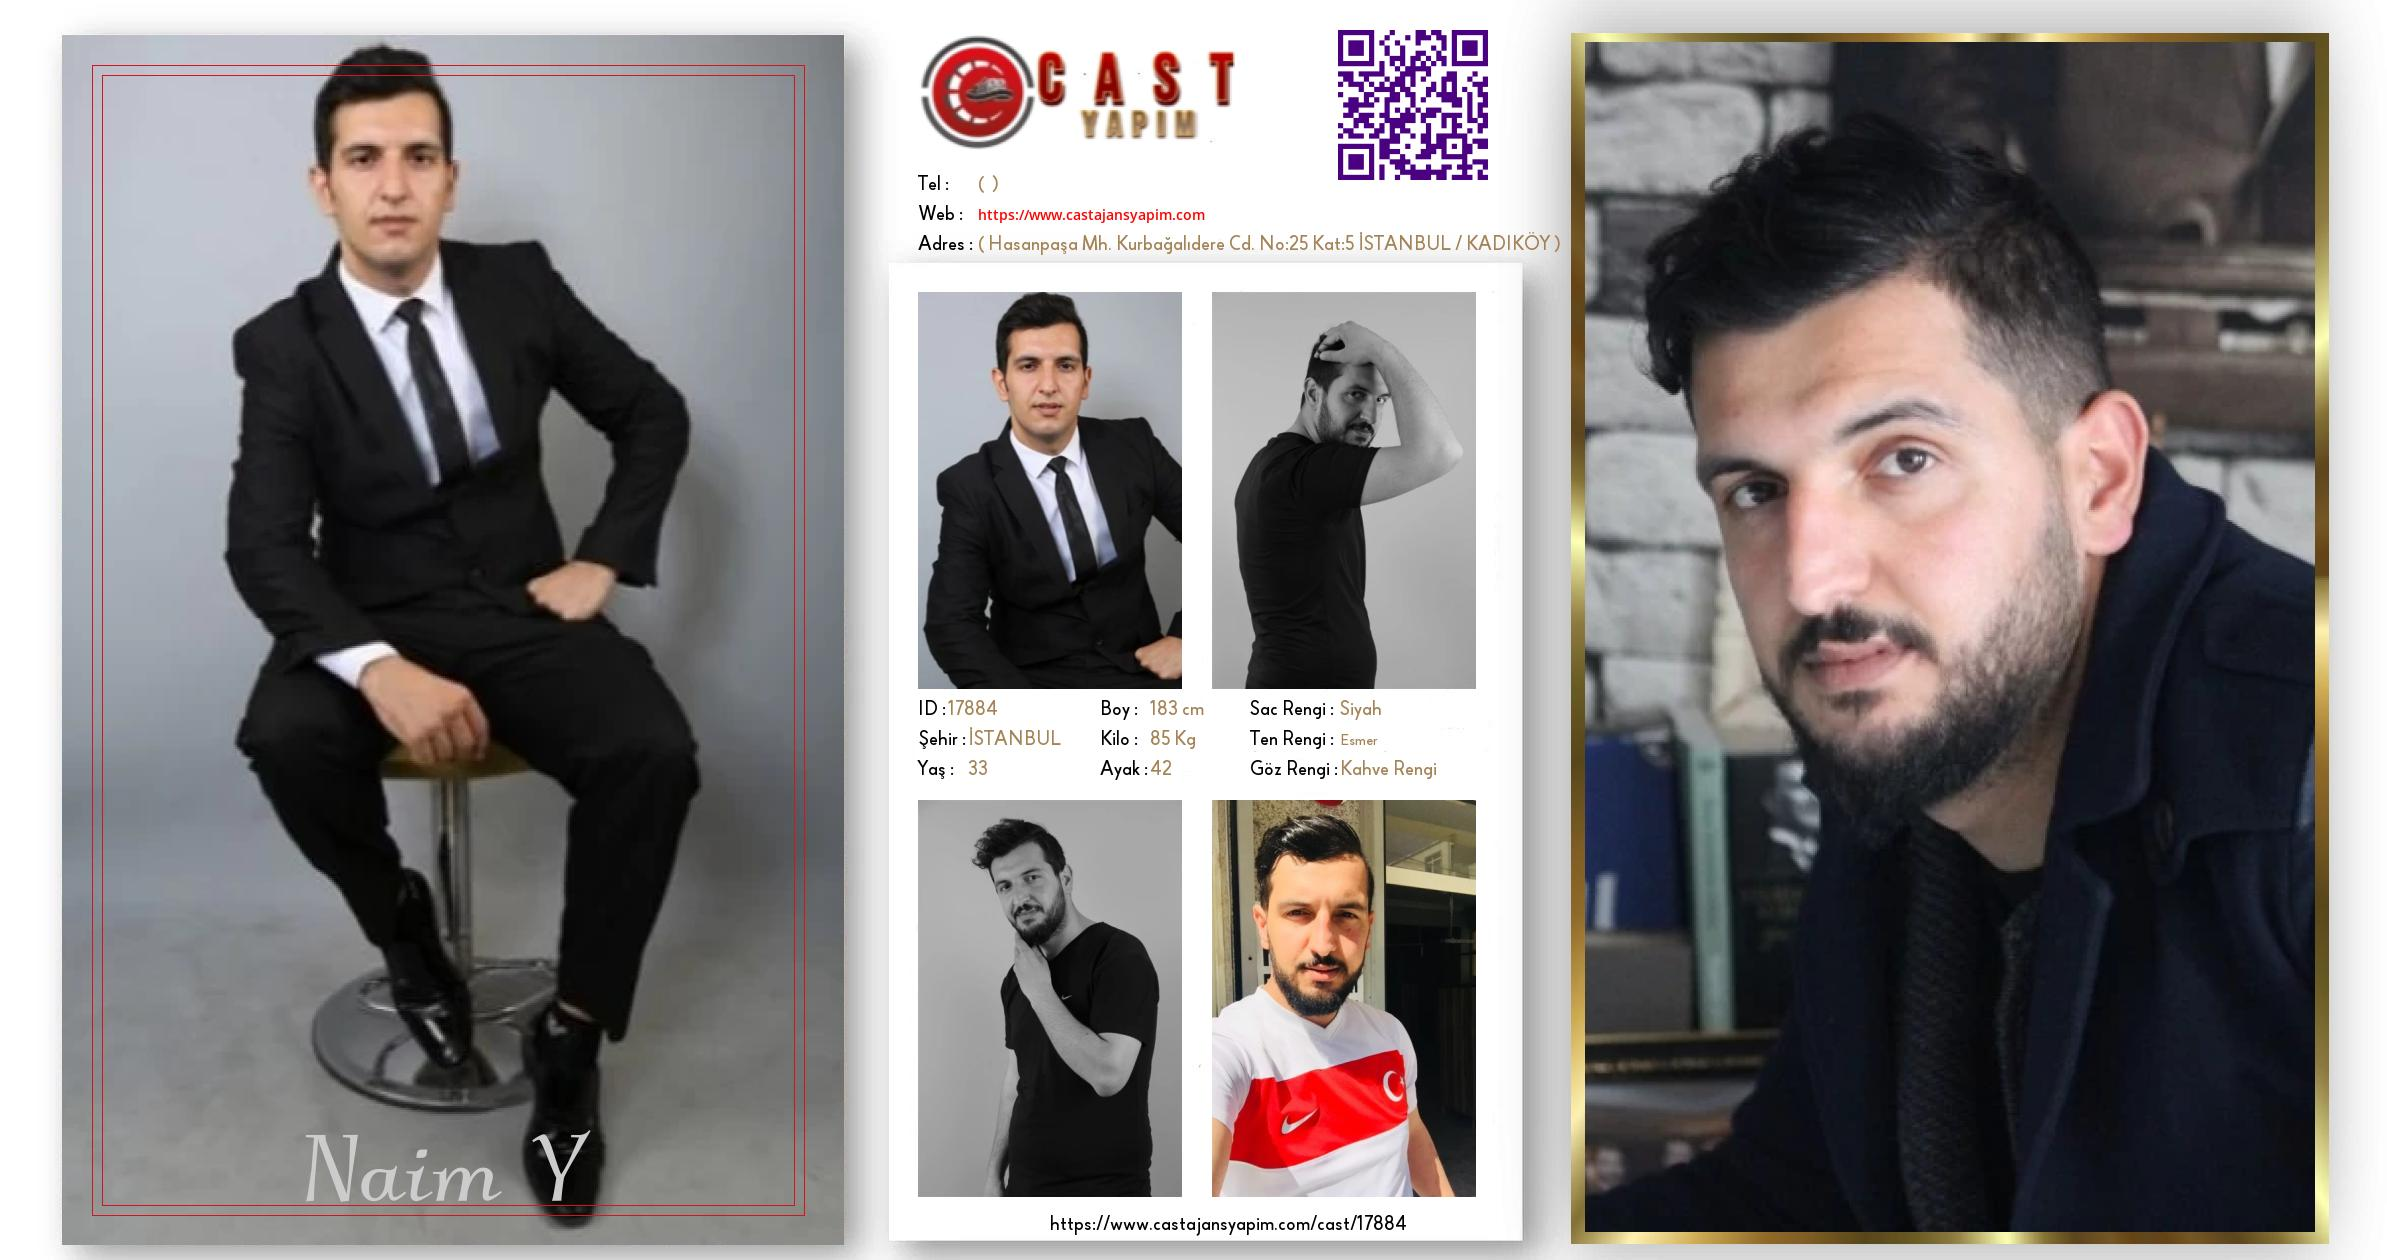 Naim Y
CAST
YAPIM
Tel : ( )
Web : https://www.castajansyapim.com
Adres : ( Hasanpaşa Mh. Kurbağalıdere Cd. No:25 Kat:5 İSTANBUL / KADIKÖY )
ID : 17884 Boy : 183 cm Sac Rengi : Siyah
Şehir : İSTANBUL Kilo : 85 Kg Ten Rengi : Esmer
Yaş : 33 Ayak : 42 Göz Rengi : Kahve Rengi
https://www.castajansyapim.com/cast/17884